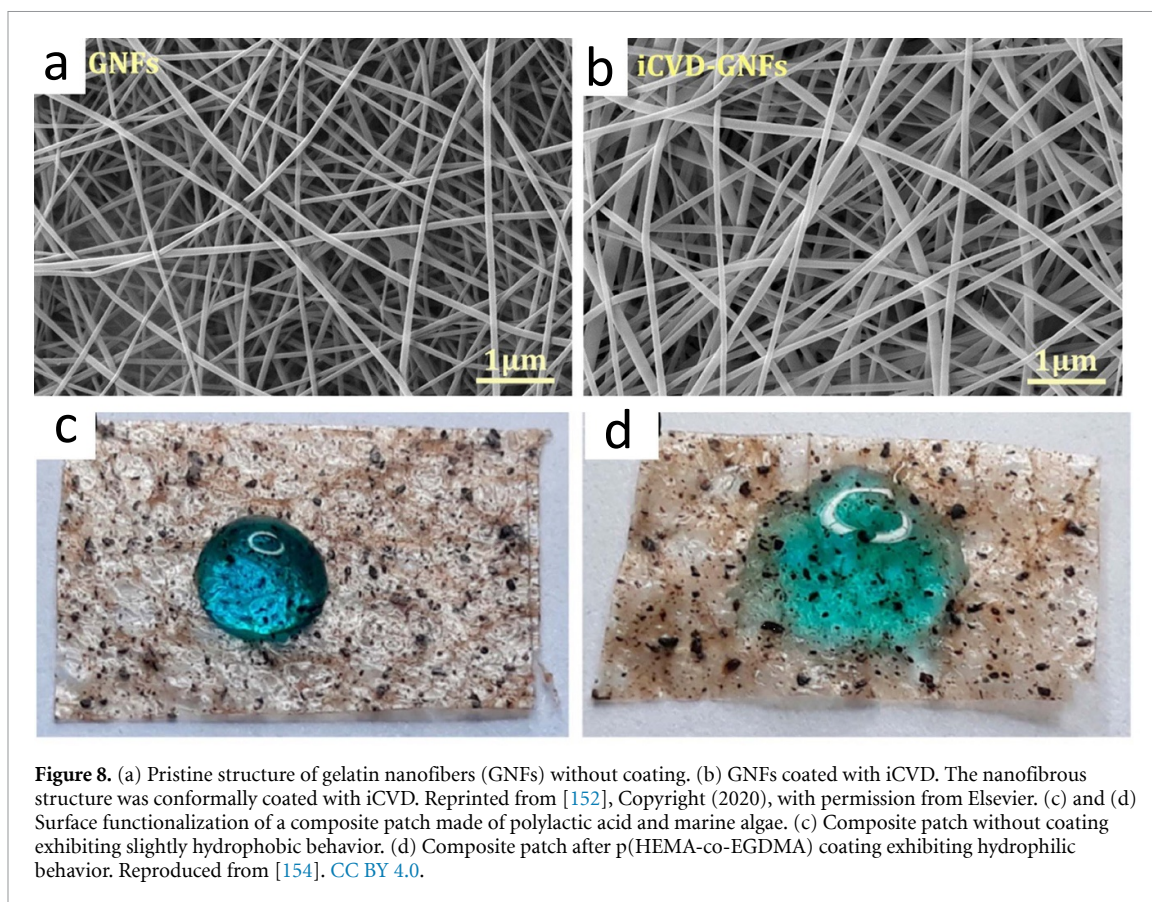 a GNFs
b iCVD-GNFs
1μm
1μm
c
d
Figure 8. (a) Pristine structure of gelatin nanofibers (GNFs) without coating. (b) GNFs coated with iCVD. The nanofibrous
structure was conformally coated with iCVD. Reprinted from [152], Copyright (2020), with permission from Elsevier. (c) and (d)
Surface functionalization of a composite patch made of polylactic acid and marine algae. (c) Composite patch without coating
exhibiting slightly hydrophobic behavior. (d) Composite patch after p(HEMA-co-EGDMA) coating exhibiting hydrophilic
behavior. Reproduced from [154]. CC BY 4.0.